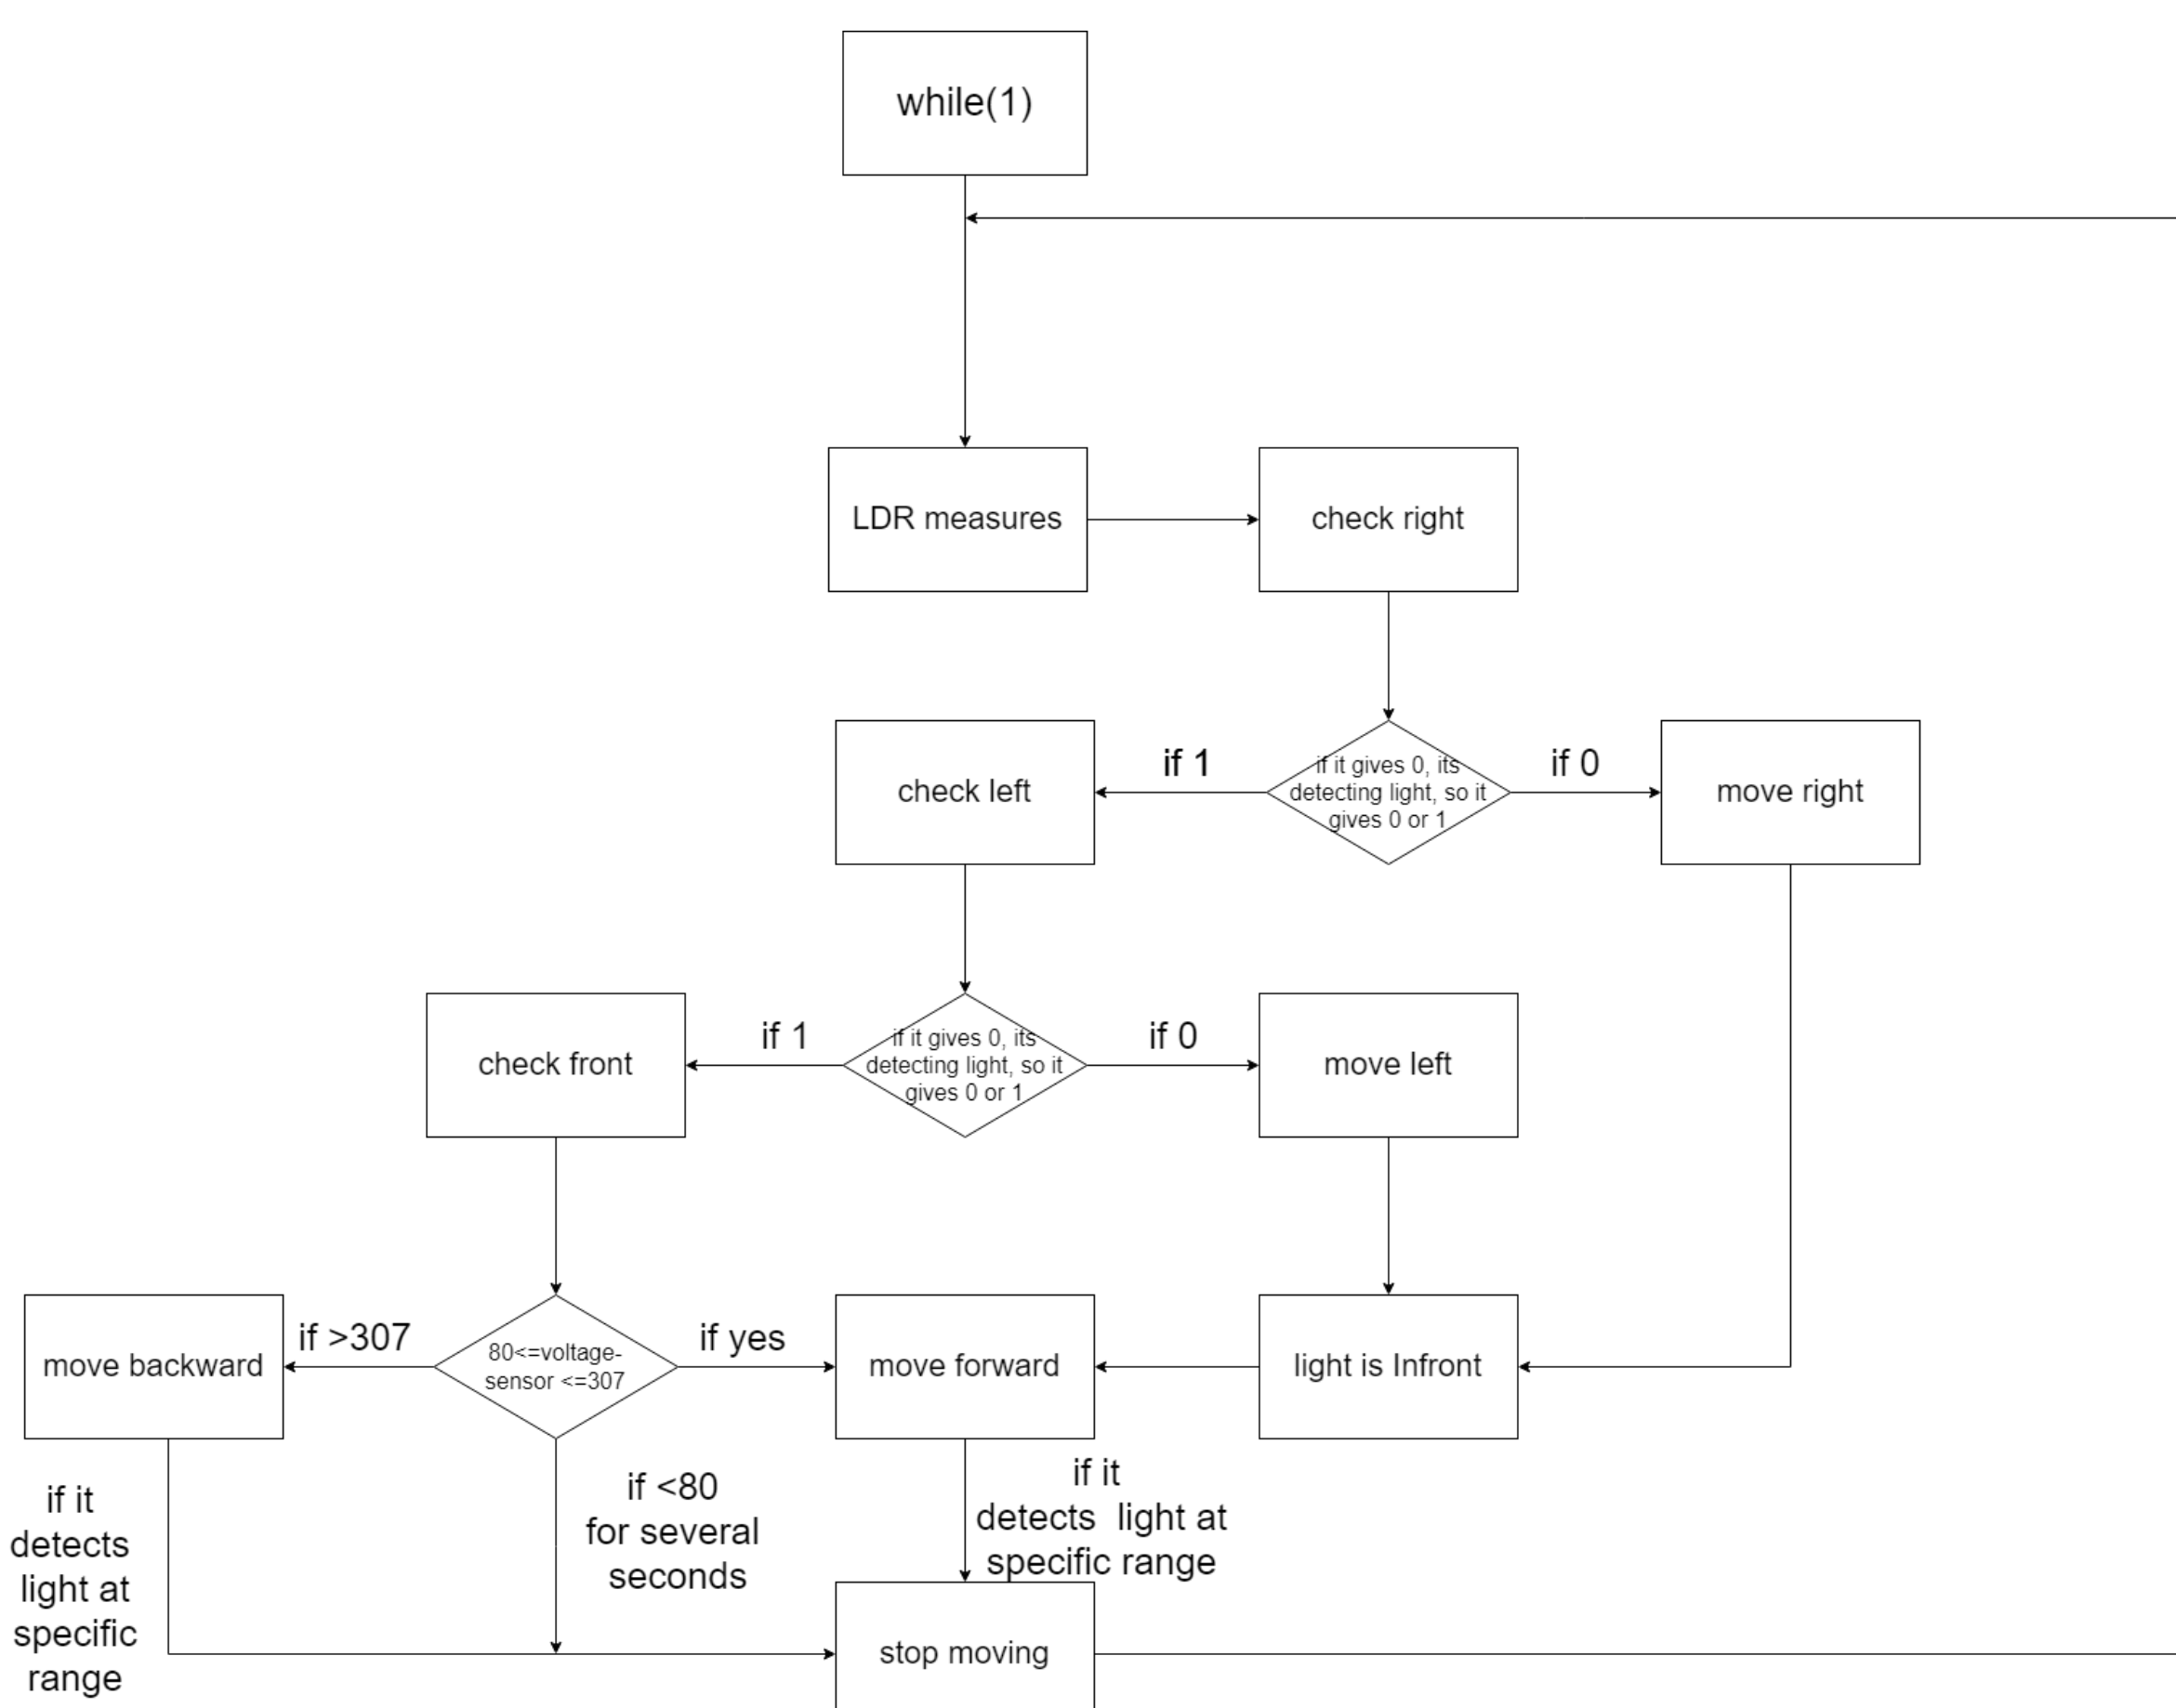 while(1)
LDR measures
check right
check left
if 1
if it gives 0, its
detecting light, so it
gives 0 or 1
if 0
move right
check front
if 1
if it gives 0, its
detecting light, so it
gives 0 or 1
if 0
move left
move backward
if >307
80<=voltage-
sensor <=307
if yes
move forward
light is Infront
if it
detects
light at
specific
range
if <80
for several
seconds
if it
detects  light at
specific range
stop moving